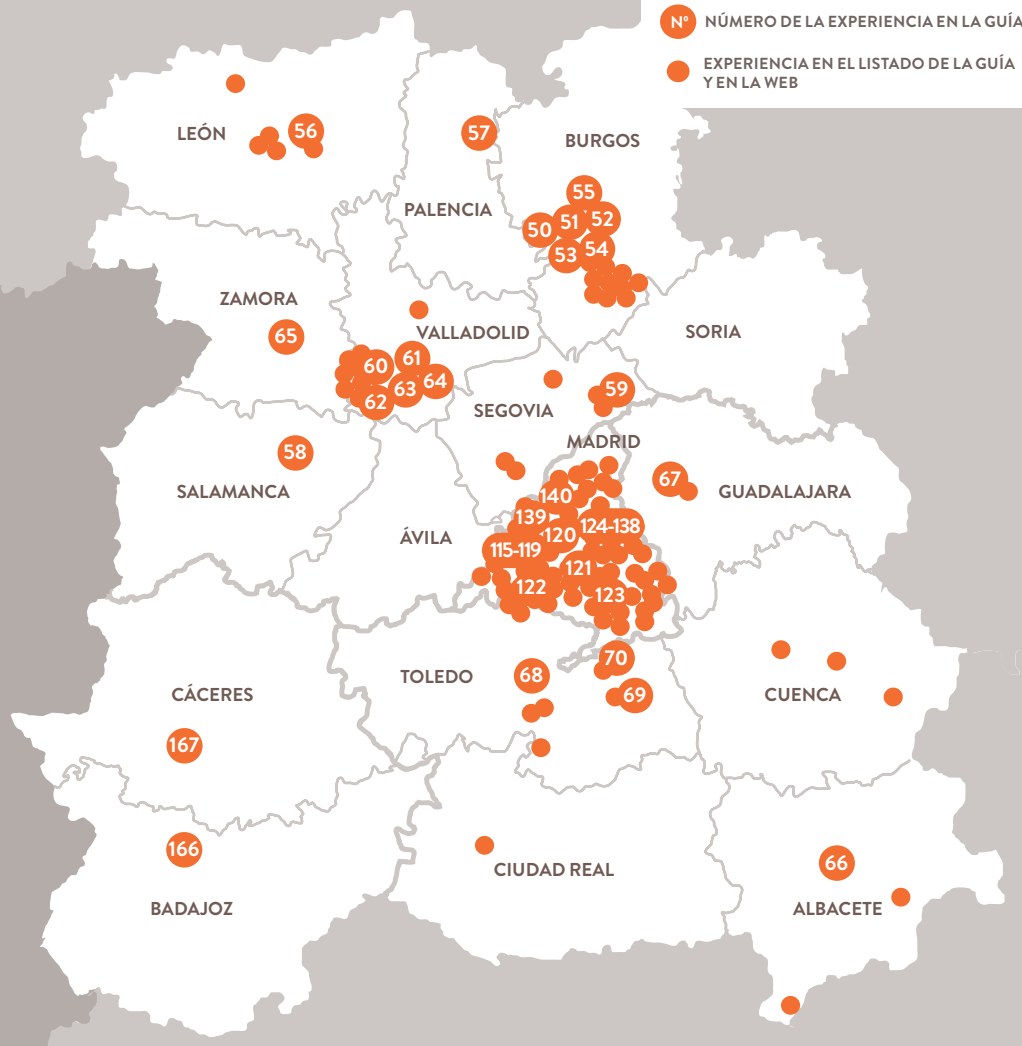 Nº NÚMERO DE LA EXPERIENCIA EN LA GUÍA
EXPERIENCIA EN EL LISTADO DE LA GUÍA
Y EN LA WEB
LEÓN
56
57
BURGOS
55
PALENCIA
50
51
52
53
54
ZAMORA
65
VALLADOLID
SORIA
60
61
62
63
64
SEGOVIA
59
MADRID
58
SALAMANCA
67
GUADALAJARA
ÁVILA
140
139
124-138
120
115-119
121
122
123
TOLEDO
68
70
69
CÁCERES
167
CUENCA
166
BADAJOZ
CIUDAD REAL
66
ALBACETE